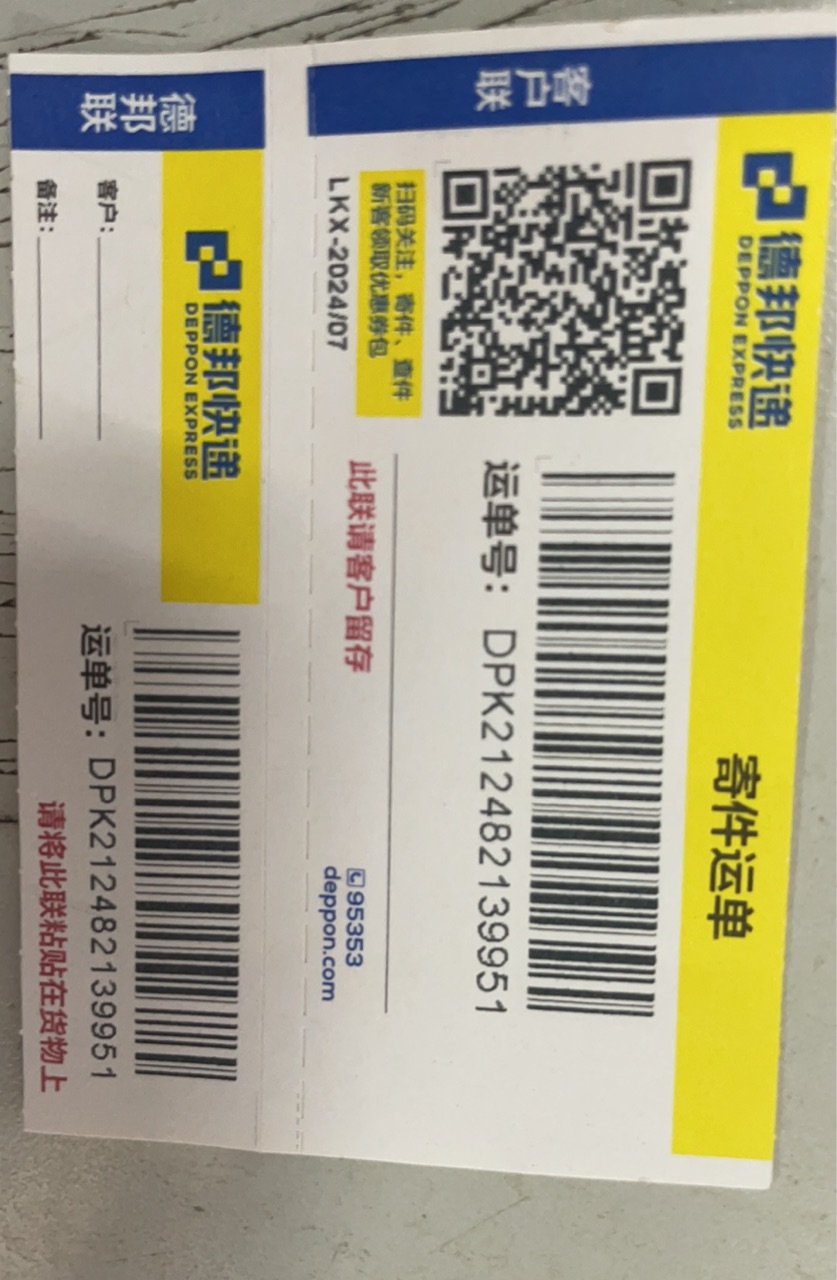 客户联
德邦快递
DEPPON EXPRESS
寄件运单
扫码关注，寄件、查件
新客领取优惠券包
LKX-2024/07
运单号：DPK212482139951
此联请客户留存
95353
deppon.com
德邦联
德邦快递
DEPPON EXPRESS
客户：
备注：
运单号：DPK212482139951
请将此联粘贴在货物上